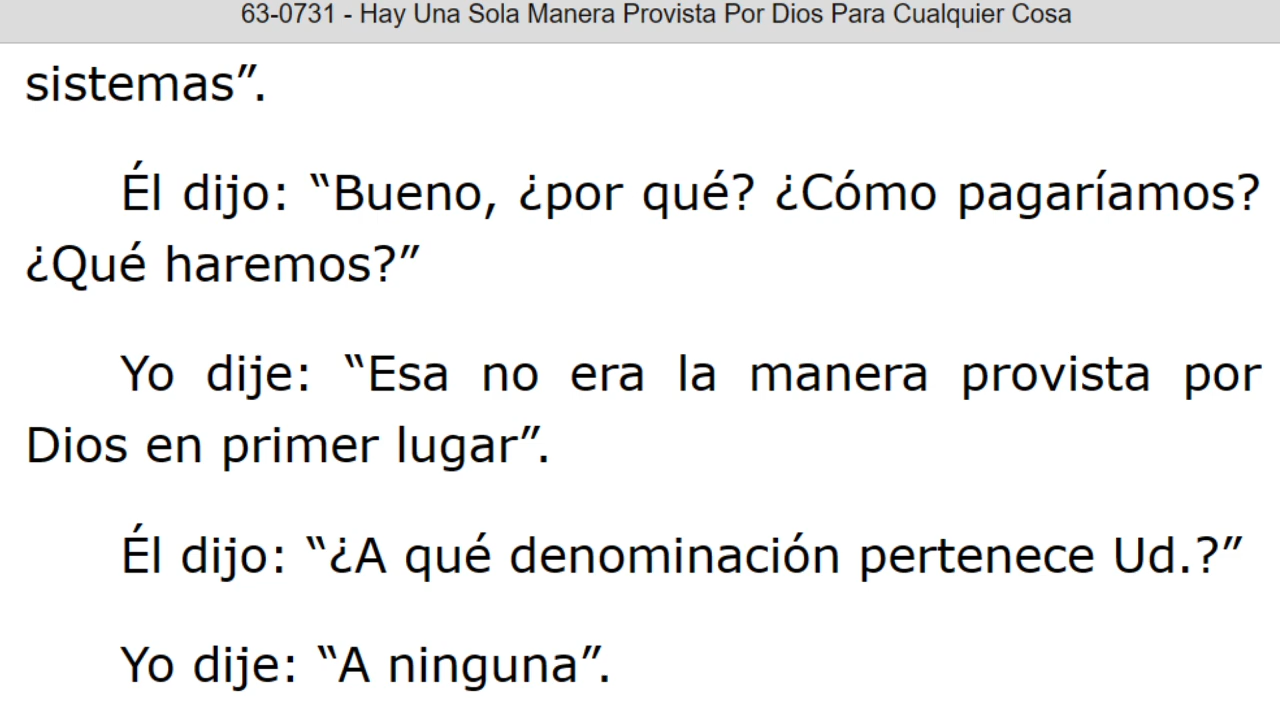 63-0731 - Hay Una Sola Manera Provista Por Dios Para Cualquier Cosa
sistemas”.
Él dijo: “Bueno, ¿por qué? ¿Cómo pagaríamos?
¿Qué haremos?”
Yo dije: “Esa no era la manera provista por
Dios en primer lugar”.
Él dijo: “¿A qué denominación pertenece Ud.?”
Yo dije: “A ninguna”.